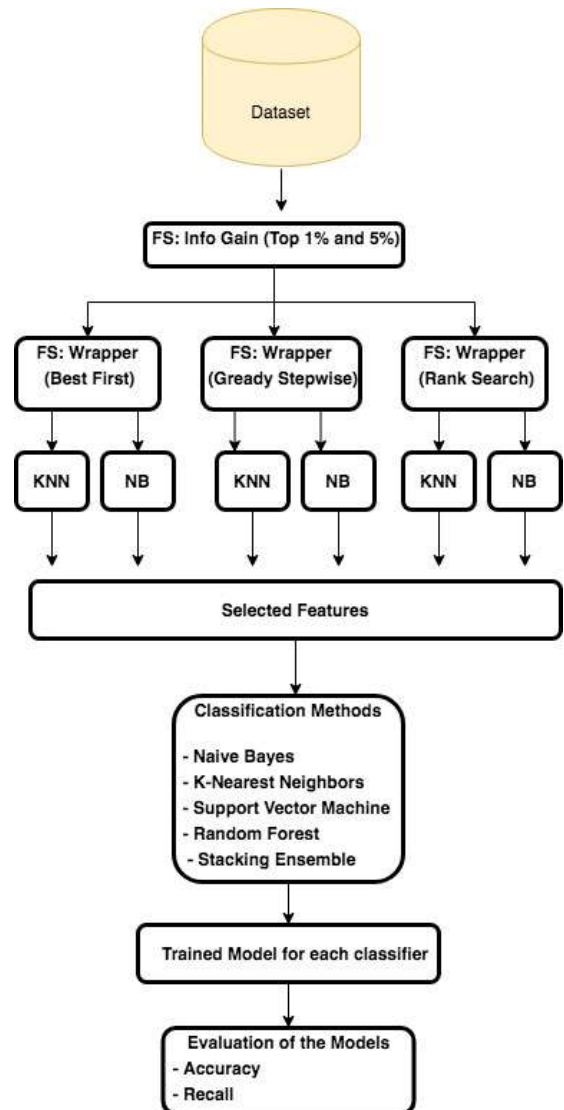 Dataset
FS: Info Gain (Top 1% and 5%)
FS: Wrapper
(Best First)
FS: Wrapper
(Gready Stepwise)
FS: Wrapper
(Rank Search)
KNN
NB
KNN
NB
KNN
NB
Selected Features
Classification Methods
- Naive Bayes
- K-Nearest Neighbors
- Support Vector Machine
- Random Forest
- Stacking Ensemble
Trained Model for each classifier
Evaluation of the Models
- Accuracy
- Recall